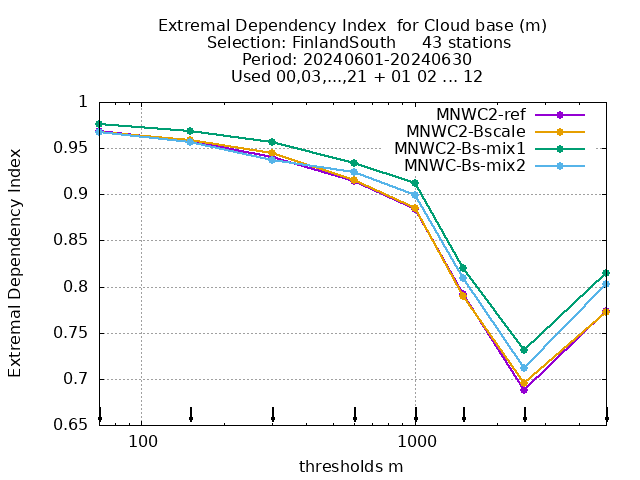 Extremal Dependency Index  for Cloud base (m)
Selection: FinlandSouth     43 stations
Period: 20240601-20240630
Used 00,03,...,21 + 01 02 ... 12
MNWC2-ref
MNWC2-Bscale
MNWC2-Bs-mix1
MNWC-Bs-mix2
Extremal Dependency Index
1
0.95
0.9
0.85
0.8
0.75
0.7
0.65
100
1000
thresholds m